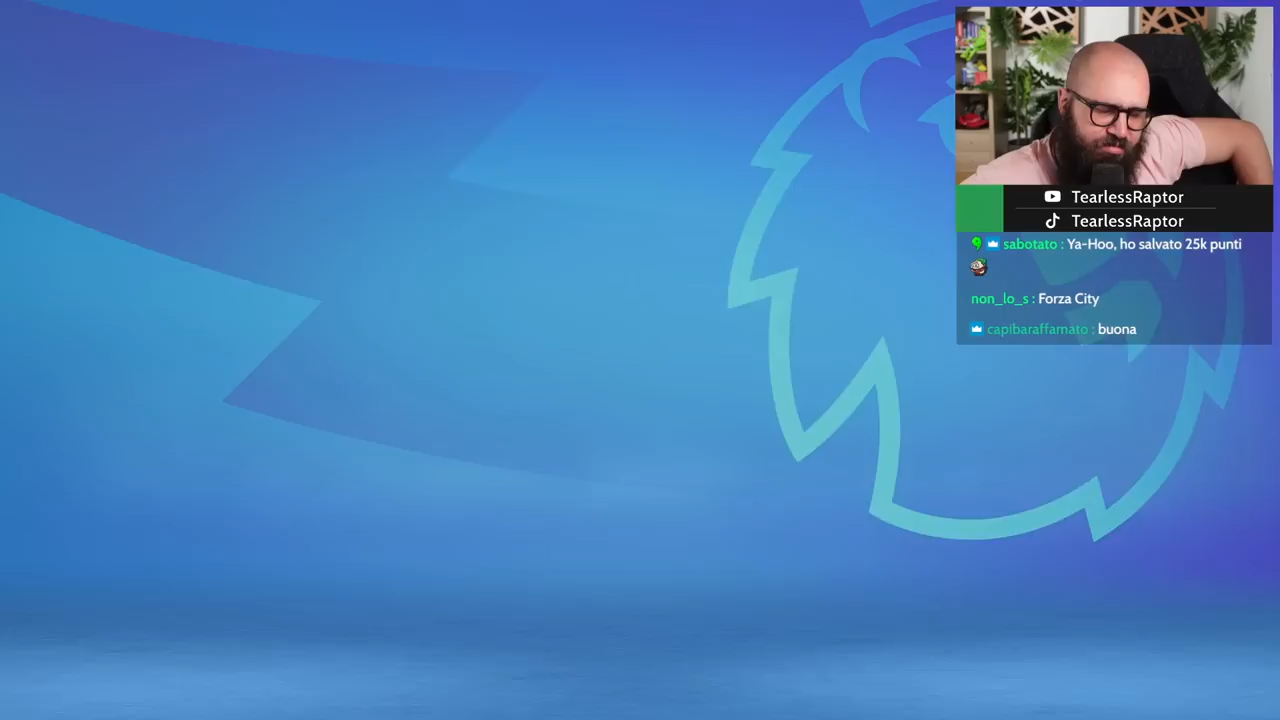 TearlessRaptor
TearlessRaptor
sabotato : Ya-Hoo, ho salvato 25k punti
non_lo_s : Forza City
capibaraffamato : buona